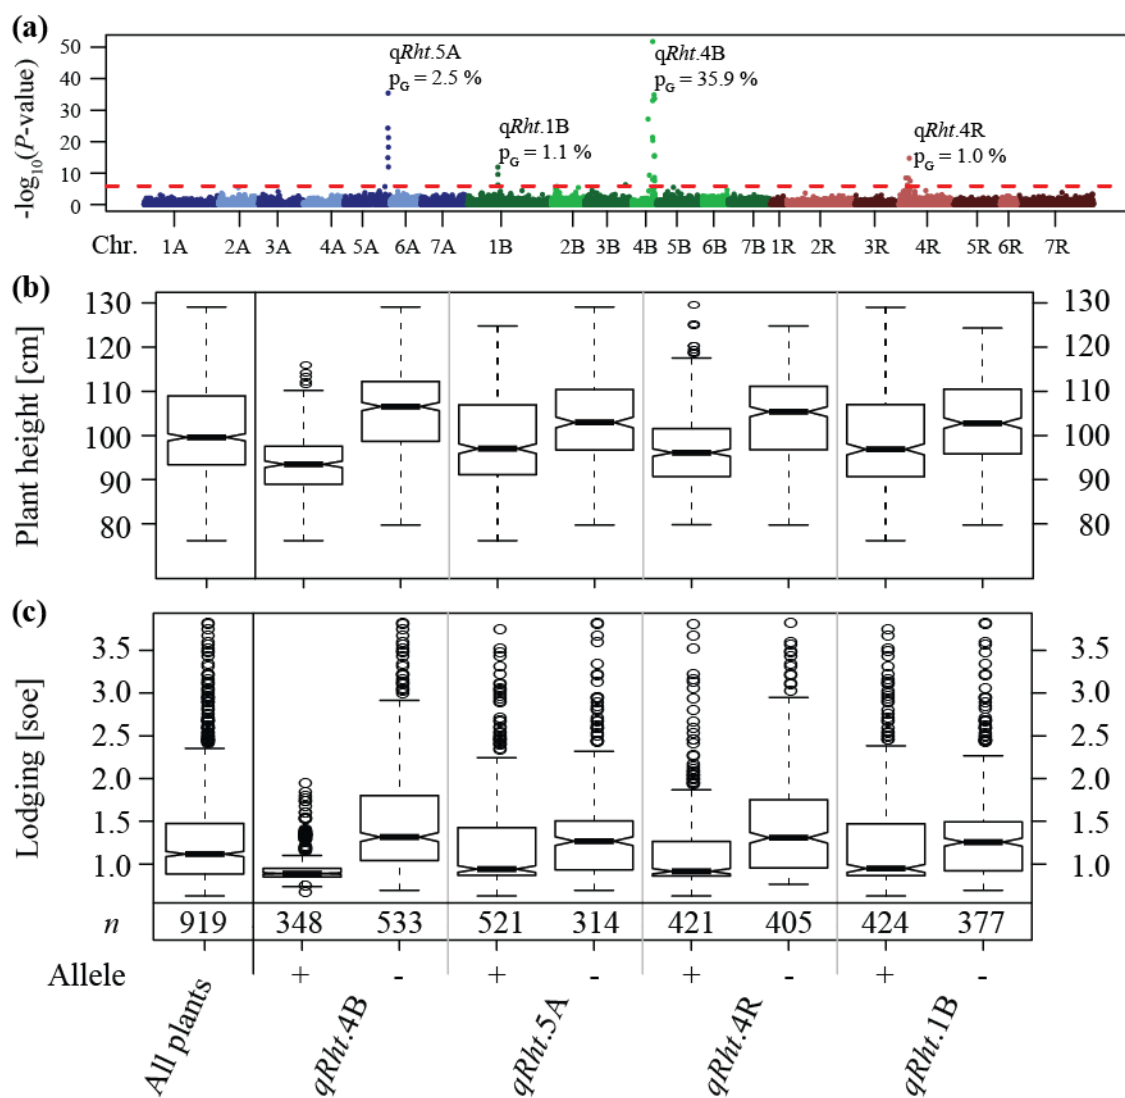 (a)
-log10(P-value)
50
40
30
20
10
0
qRht.5A
pG = 2.5 %
qRht.1B
pG = 1.1 %
qRht.4B
pG = 35.9 %
qRht.4R
pG = 1.0 %
Chr. 1A 2A 3A 4A 5A 6A 7A 1B 2B 3B 4B 5B 6B 7B 1R 2R 3R 4R 5R 6R 7R
(b)
Plant height [cm]
130 130
120 120
110 110
100 100
90 90
80 80
(c)
Lodging [soe]
3.5 3.5
3.0 3.0
2.5 2.5
2.0 2.0
1.5 1.5
1.0 1.0
n 919 348 533 521 314 421 405 424 377
Allele + - + - + - + -
All plants qRht.4B qRht.5A qRht.4R qRht.1B